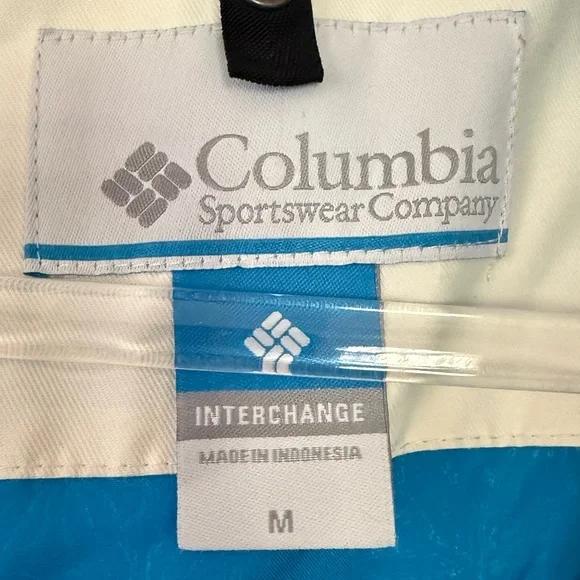 Columbia
Sportswear Company
INTERCHANGE
MADE IN INDONESIA
M